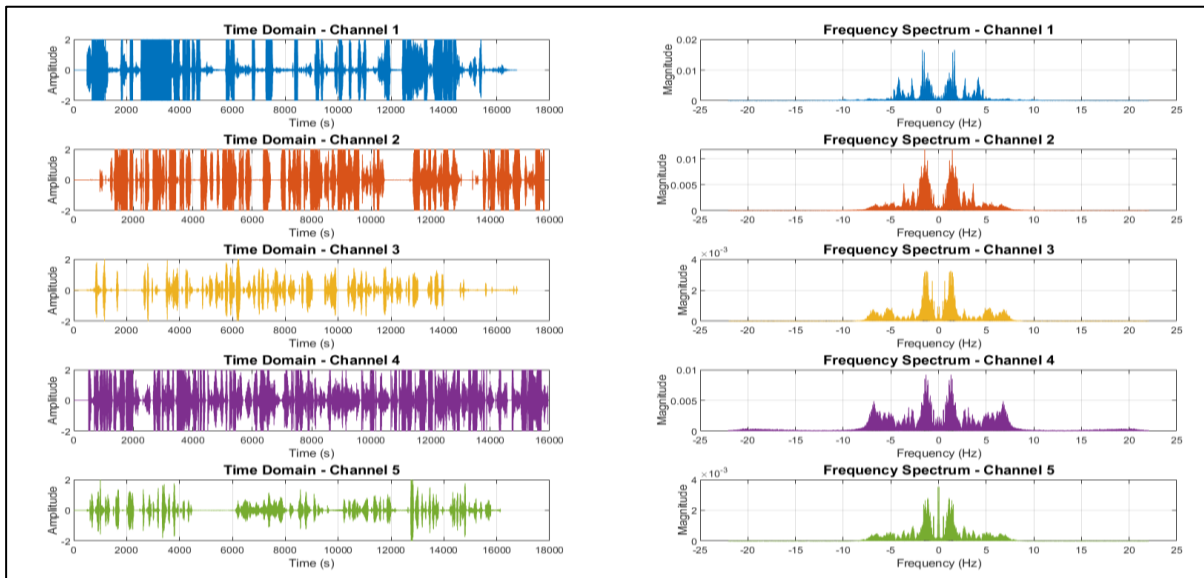 Time Domain - Channel 1
Amplitude
2
0
-2
0 2000 4000 6000 8000 10000 12000 14000 16000 18000
Time (s)
Frequency Spectrum - Channel 1
Magnitude
0.02
0.01
0
-25 -20 -15 -10 -5 0 5 10 15 20 25
Frequency (Hz)
Time Domain - Channel 2
Amplitude
2
0
-2
0 2000 4000 6000 8000 10000 12000 14000 16000
Time (s)
Frequency Spectrum - Channel 2
Magnitude
0.01
0.005
0
-25 -20 -15 -10 -5 0 5 10 15 20 25
Frequency (Hz)
Time Domain - Channel 3
Amplitude
2
0
-2
0 2000 4000 6000 8000 10000 12000 14000 16000 18000
Time (s)
Frequency Spectrum - Channel 3
×10⁻³
Magnitude
4
2
0
-25 -20 -15 -10 -5 0 5 10 15 20 25
Frequency (Hz)
Time Domain - Channel 4
Amplitude
2
0
-2
0 2000 4000 6000 8000 10000 12000 14000 16000
Time (s)
Frequency Spectrum - Channel 4
Magnitude
0.01
0.005
0
-25 -20 -15 -10 -5 0 5 10 15 20 25
Frequency (Hz)
Time Domain - Channel 5
Amplitude
2
0
-2
0 2000 4000 6000 8000 10000 12000 14000 16000 18000
Time (s)
Frequency Spectrum - Channel 5
×10⁻³
Magnitude
4
2
0
-25 -20 -15 -10 -5 0 5 10 15 20 25
Frequency (Hz)